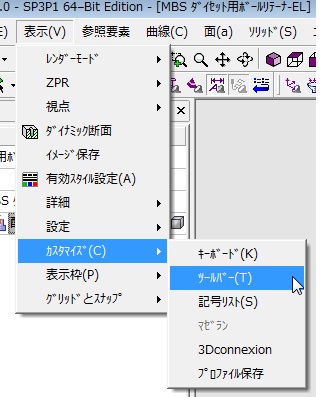 .0 - SP3P1 64-Bit Edition - [MBS ﾀﾞｲｾｯﾄ用ﾎﾞｰﾙﾘﾃｰﾅｰ-EL]
表示(V) 参照要素 曲線(C) 面(A) ｿﾘｯﾄﾞ(S)
ﾚﾝﾀﾞｰﾓｰﾄﾞ
ZPR
視点
ﾀﾞｲﾅﾐｯｸ断面
ｲﾒｰｼﾞ保存
有効ｽﾀｲﾙ設定(A)
詳細
設定
ｶｽﾀﾏｲｽﾞ(C)
表示枠(P)
ｸﾞﾘｯﾄﾞとｽﾅｯﾌﾟ
ｷｰﾎﾞｰﾄﾞ(K)
ﾂｰﾙﾊﾞｰ(T)
記号ﾘｽﾄ(S)
ﾏｾﾞﾗﾝ
3Dconnexion
ﾌﾟﾛﾌｧｲﾙ保存